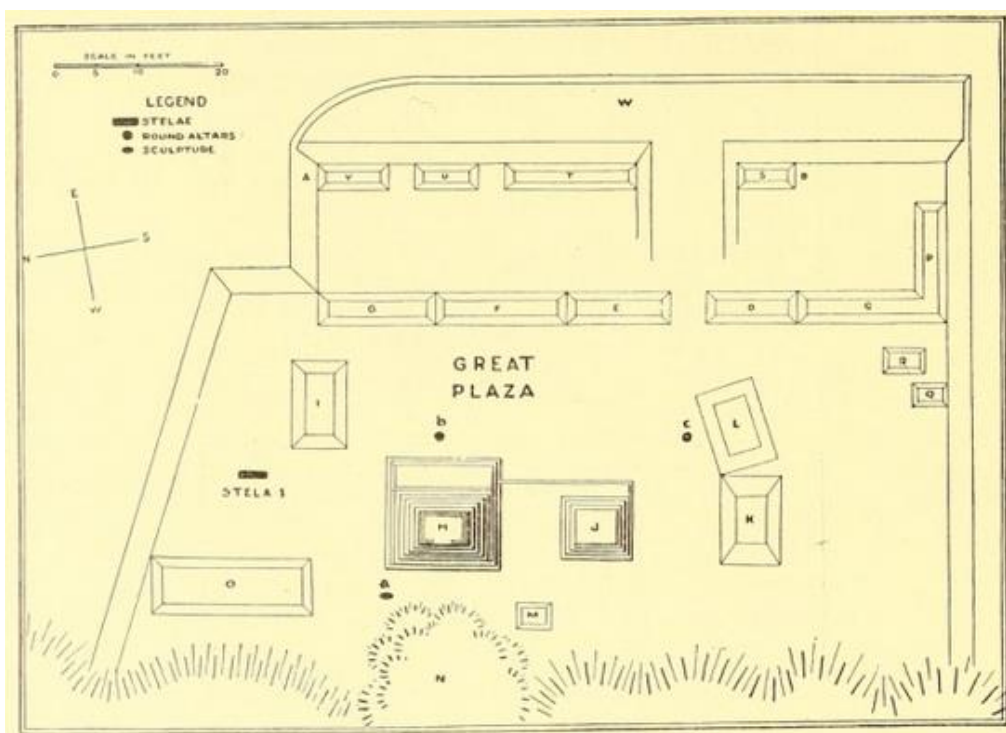 SCALE IN FEET
0 5 10 20
LEGEND
STELAE
ROUND ALTARS
SCULPTURE
E
N S
W
W
A V U T S B
P
G F E D G
GREAT
PLAZA
I
R
Q
b c L
STELA 1
H J K
O
a
M
N